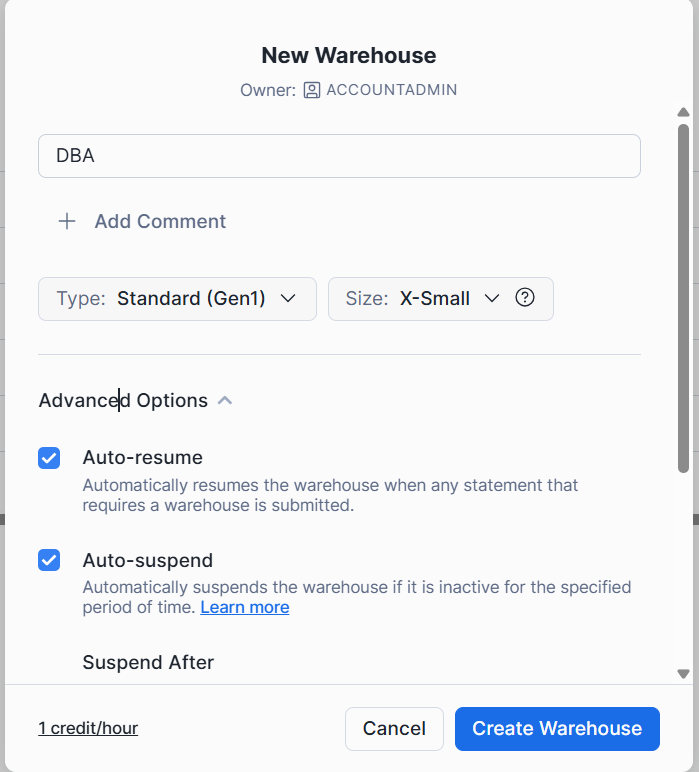 New Warehouse
Owner: ACCOUNTADMIN
DBA
+ Add Comment
Type: Standard (Gen1)
Size: X-Small ?
Advanced Options
Auto-resume
Automatically resumes the warehouse when any statement that
requires a warehouse is submitted.
Auto-suspend
Automatically suspends the warehouse if it is inactive for the specified
period of time. Learn more
Suspend After
1 credit/hour
Cancel
Create Warehouse